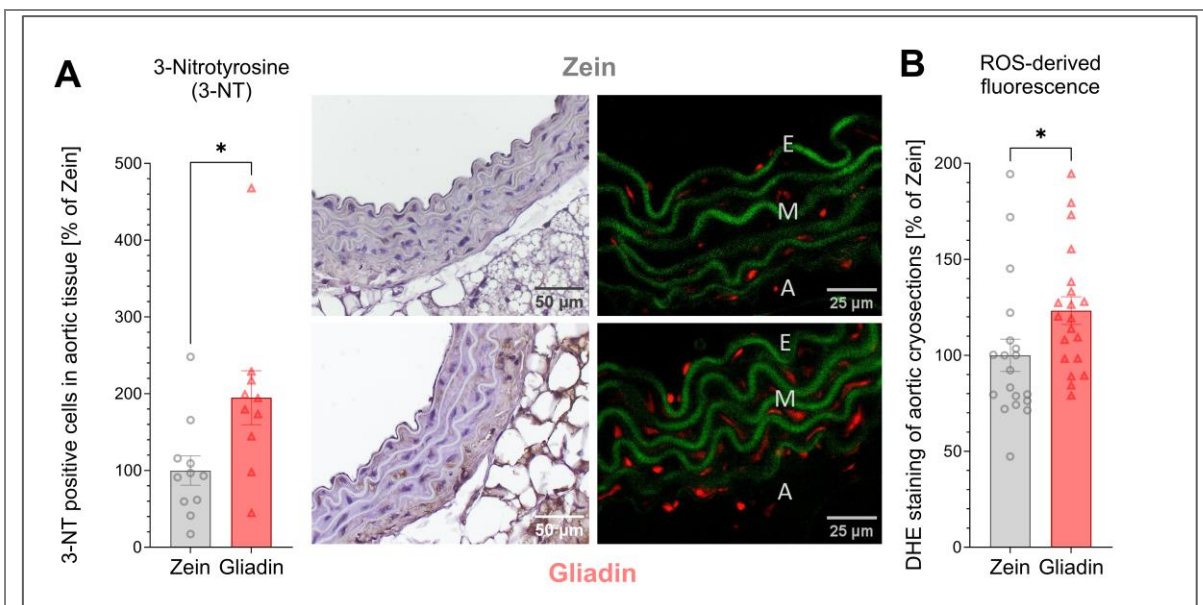 A
3-Nitrotyrosine
(3-NT)
3-NT positive cells in aortic tissue [% of Zein]
500
400
300
200
100
0
*
Zein Gliadin
Zein
50 µm
E
M
A
25 µm
50 µm
E
M
A
25 µm
Gliadin
B
ROS-derived
fluorescence
DHE staining of aortic cryosections [% of Zein]
200
150
100
50
0
*
Zein Gliadin